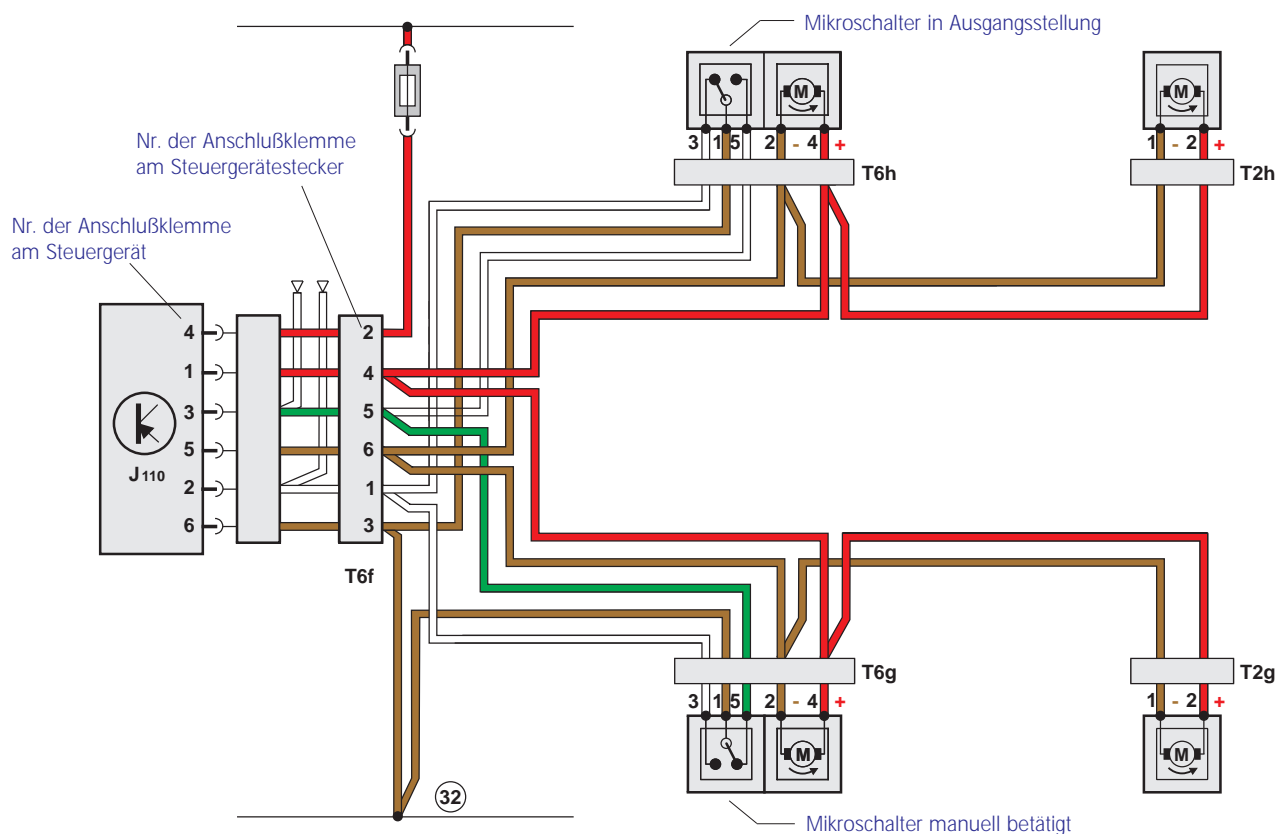 Mikroschalter in Ausgangsstellung
M
M
3 1 5 2 - 4 +
1 - 2 +
T6h
T2h
Nr. der Anschlußklemme
am Steuergerätestecker
Nr. der Anschlußklemme
am Steuergerät
4 2
1 4
3 5
5 6
2 1
6 3
J110
T6f
T6g
T2g
3 1 5 2 - 4 +
1 - 2 +
M
M
32
Mikroschalter manuell betätigt